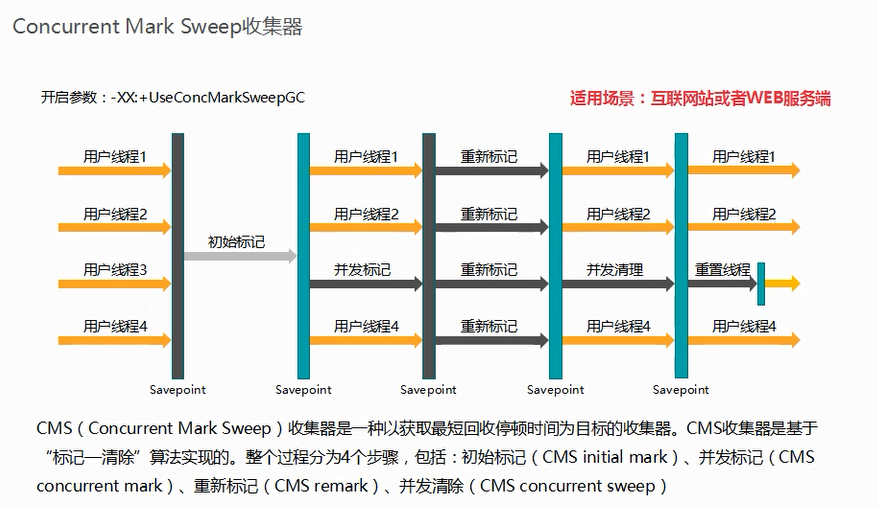 Concurrent Mark Sweep收集器
开启参数：-XX:+UseConcMarkSweepGC
适用场景：互联网站或者WEB服务端
用户线程1
用户线程1
重新标记
用户线程1
用户线程1
用户线程2
用户线程2
重新标记
用户线程2
用户线程2
初始标记
用户线程3
并发标记
重新标记
并发清理
重置线程
用户线程4
用户线程4
重新标记
用户线程4
用户线程4
Savepoint
Savepoint
Savepoint
Savepoint
Savepoint
CMS（Concurrent Mark Sweep）收集器是一种以获取最短回收停顿时间为目标的收集器。CMS收集器是基于
“标记—清除”算法实现的。整个过程分为4个步骤，包括：初始标记（CMS initial mark）、并发标记（CMS
concurrent mark）、重新标记（CMS remark）、并发清除（CMS concurrent sweep）